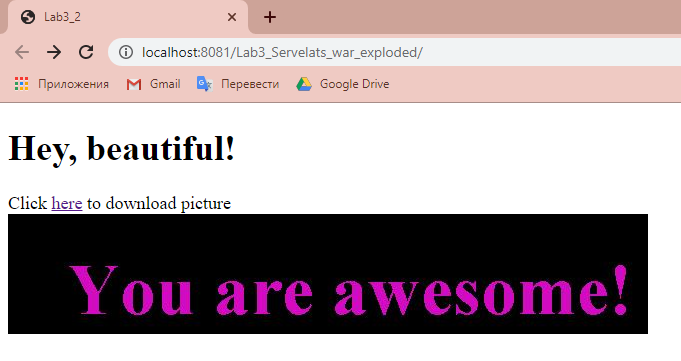 Lab3_2
localhost:8081/Lab3_Servelats_war_exploded/
Приложения Gmail Перевести Google Drive
Hey, beautiful!
Click here to download picture
You are awesome!